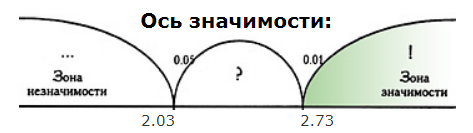 Ось значимости:
...
0.05
0.01
!
Зона
незначимости
?
Зона
значимости
2.03
2.73